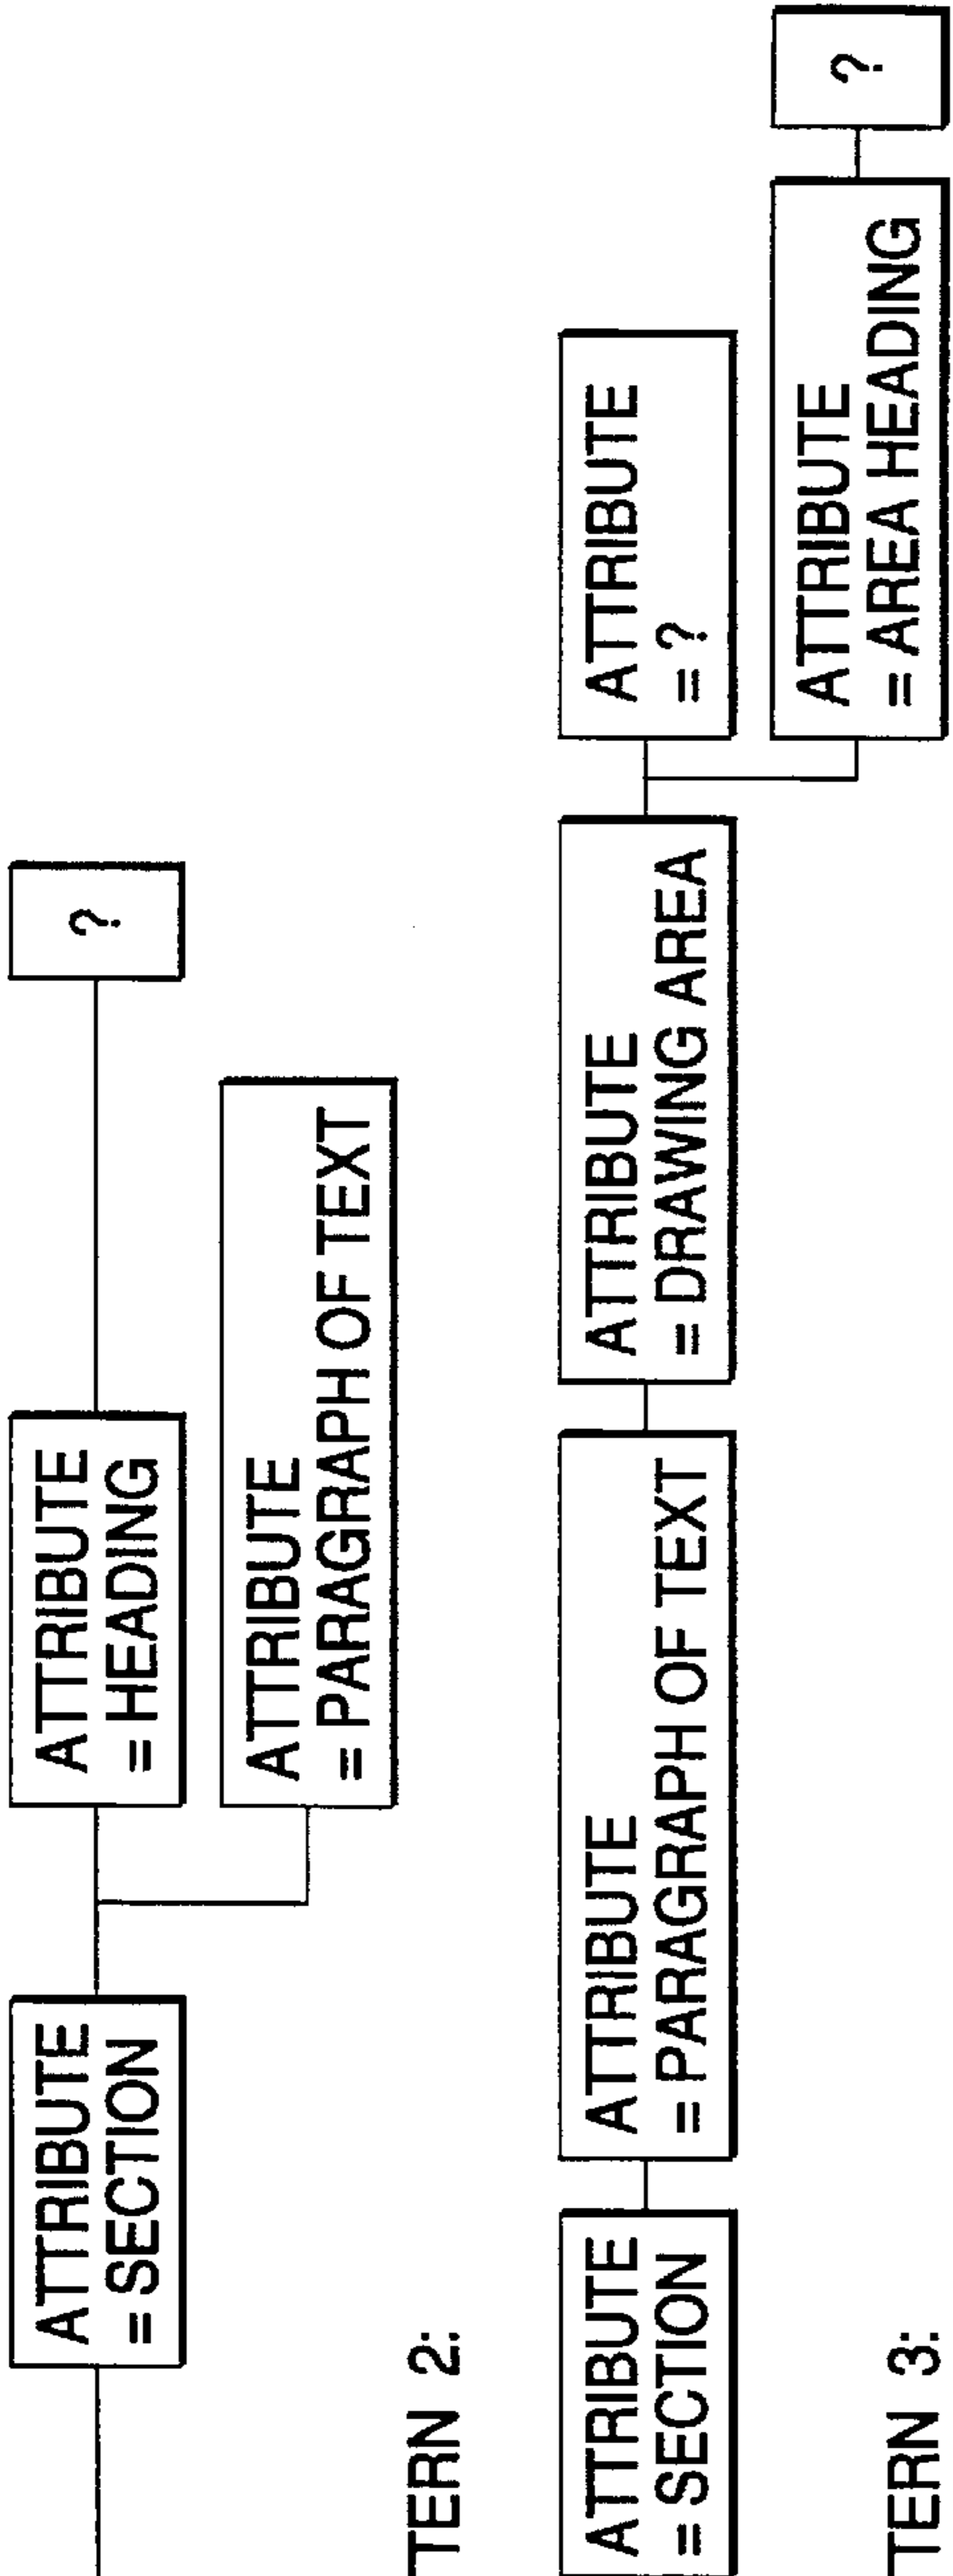 ATTRIBUTE
= SECTION
ATTRIBUTE
= HEADING
?
ATTRIBUTE
= PARAGRAPH OF TEXT
TERN 2:
ATTRIBUTE
= SECTION
ATTRIBUTE
= PARAGRAPH OF TEXT
ATTRIBUTE
= DRAWING AREA
ATTRIBUTE
= ?
ATTRIBUTE
= AREA HEADING
?
TERN 3: